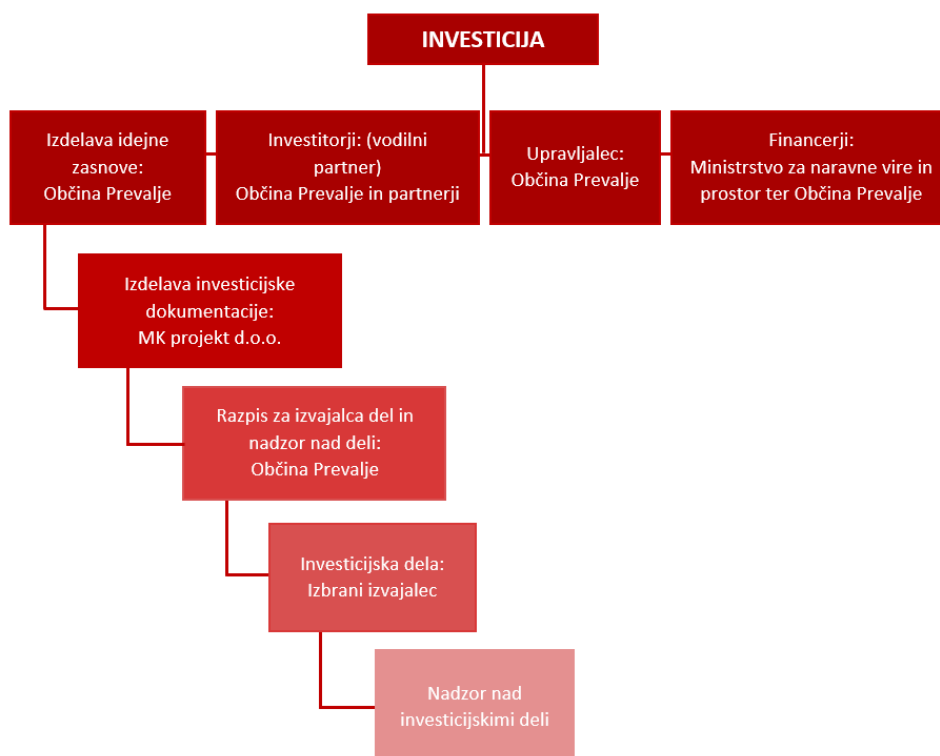 INVESTICIJA
Izdelava idejne
zasnove:
Občina Prevalje
Investitorji: (vodilni
partner)
Občina Prevalje in partnerji
Upravljalec:
Občina Prevalje
Financerji:
Ministrstvo za naravne vire in
prostor ter Občina Prevalje
Izdelava investicijske
dokumentacije:
MK projekt d.o.o.
Razpis za izvajalca del in
nadzor nad deli:
Občina Prevalje
Investicijska dela:
Izbrani izvajalec
Nadzor nad
investicijskimi deli